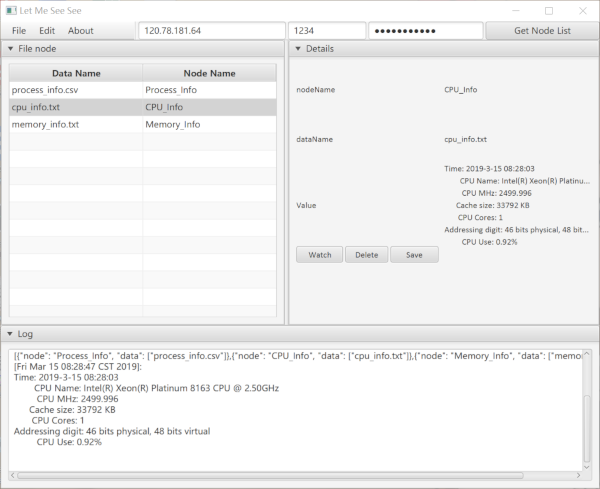 Let Me See See
File Edit About 120.78.181.64 1234 ••••••••••• Get Node List
File node
Data Name Node Name
process_info.csv Process_Info
cpu_info.txt CPU_Info
memory_info.txt Memory_Info
Details
nodeName CPU_Info
dataName cpu_info.txt
Value
Time: 2019-3-15 08:28:03
CPU Name: Intel(R) Xeon(R) Platinu...
CPU MHz: 2499.996
Cache size: 33792 KB
CPU Cores: 1
Addressing digit: 46 bits physical, 48 bit...
CPU Use: 0.92%
Watch Delete Save
Log
[{"node": "Process_Info", "data": ["process_info.csv"]},{"node": "CPU_Info", "data": ["cpu_info.txt"]},{"node": "Memory_Info", "data": ["memo
[Fri Mar 15 08:28:47 CST 2019]:
Time: 2019-3-15 08:28:03
CPU Name: Intel(R) Xeon(R) Platinum 8163 CPU @ 2.50GHz
CPU MHz: 2499.996
Cache size: 33792 KB
CPU Cores: 1
Addressing digit: 46 bits physical, 48 bits virtual
CPU Use: 0.92%